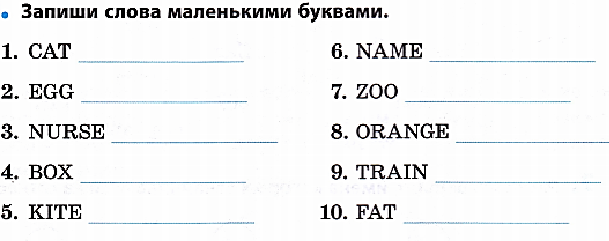 • Запиши слова маленькими буквами.
1. CAT
2. EGG
3. NURSE
4. BOX
5. KITE
6. NAME
7. ZOO
8. ORANGE
9. TRAIN
10. FAT